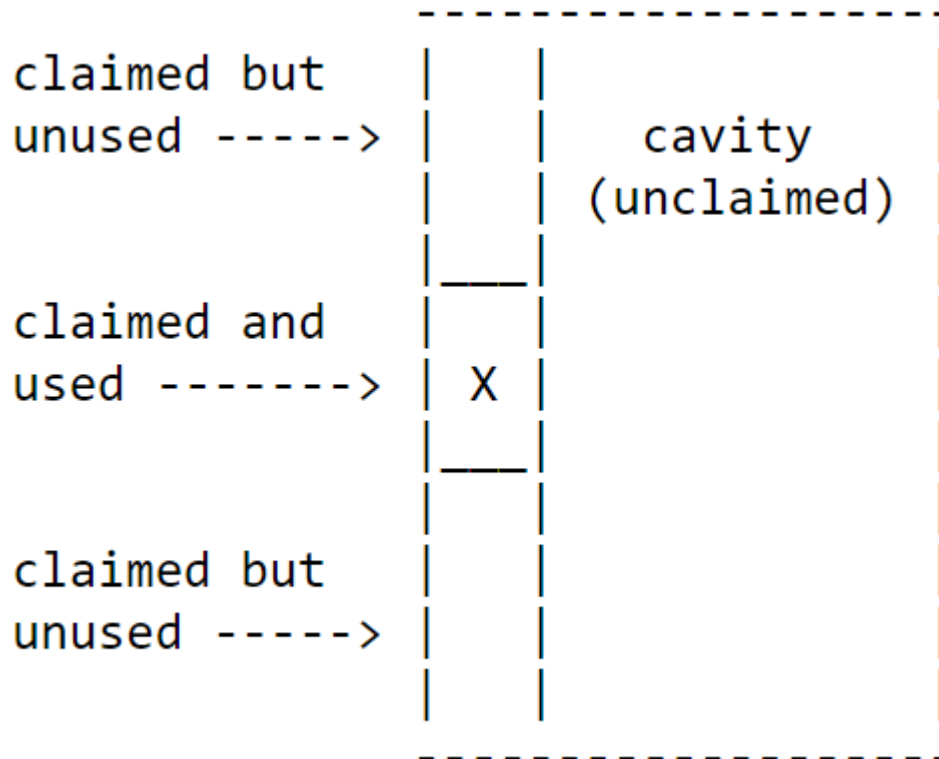 claimed but
unused ----->
cavity
(unclaimed)
claimed and
used ------->
X
claimed but
unused ----->